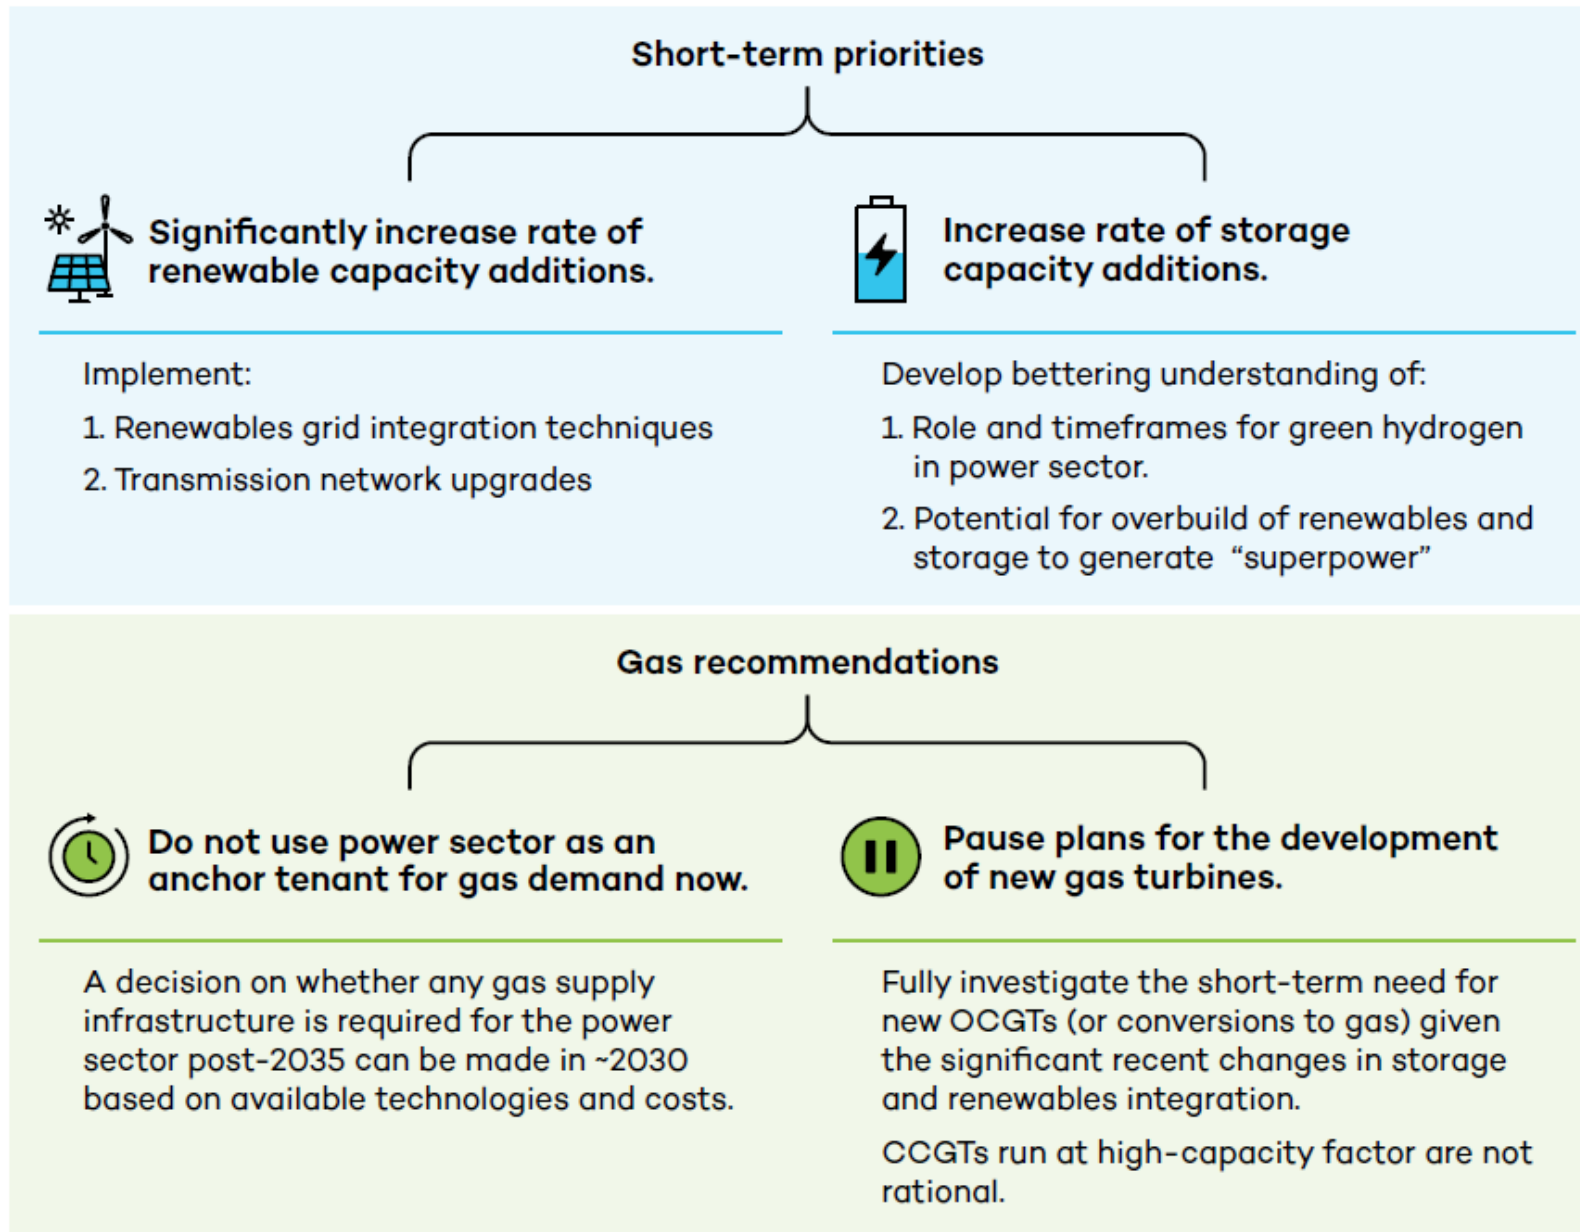 Short-term priorities
Significantly increase rate of
renewable capacity additions.
Implement:
1. Renewables grid integration techniques
2. Transmission network upgrades
Increase rate of storage
capacity additions.
Develop bettering understanding of:
1. Role and timeframes for green hydrogen
in power sector.
2. Potential for overbuild of renewables and
storage to generate “superpower”
Gas recommendations
Do not use power sector as an
anchor tenant for gas demand now.
A decision on whether any gas supply
infrastructure is required for the power
sector post-2035 can be made in ~2030
based on available technologies and costs.
Pause plans for the development
of new gas turbines.
Fully investigate the short-term need for
new OCGTs (or conversions to gas) given
the significant recent changes in storage
and renewables integration.
CCGTs run at high-capacity factor are not
rational.